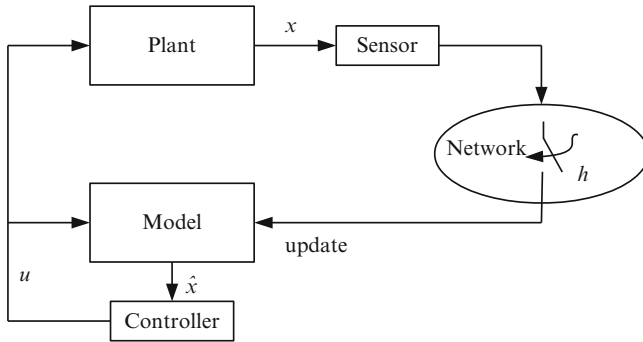 Plant
x
Sensor
Network
h
Model
update
u
x̂
Controller